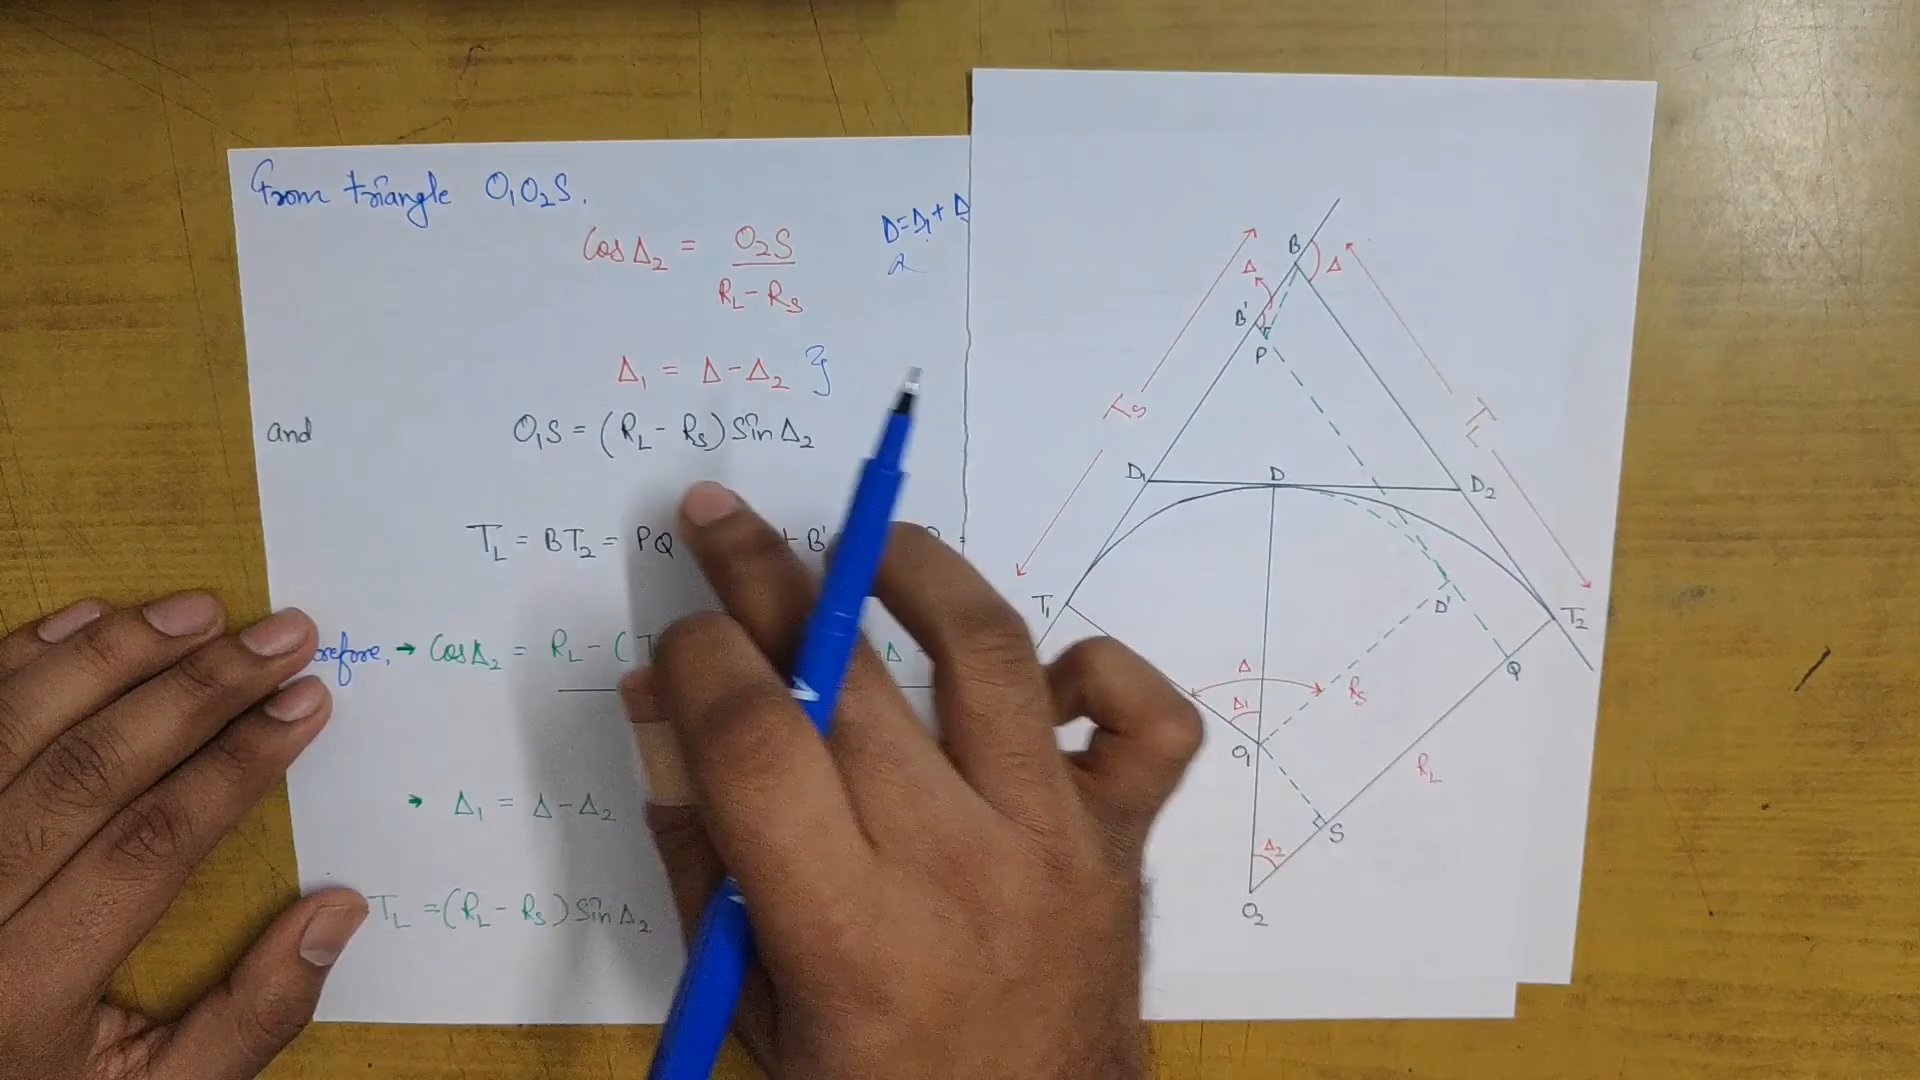 From triangle O₁O₂S.
Cos Δ₂ = O₂S
R_L - R_S
Δ = Δ₁ + Δ
Δ₁ = Δ - Δ₂ }
and O₁S = (R_L - R_S) Sin Δ₂
T_L = BT₂ = PQ + B'
orefore, → Cos Δ₂ = R_L - (T Δ -
→ Δ₁ = Δ - Δ₂
T_L = (R_L - R_S) Sin Δ₂
B
Δ
Δ
B'
P
T_S
T_L
D₁
D
D₂
T₁
D'
T₂
Δ
Q
Δ₁
R_S
O₁
R_L
S
Δ₂
O₂